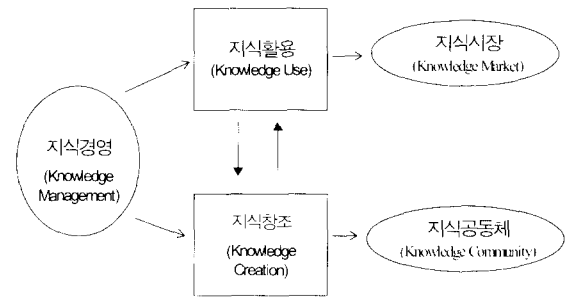 지식활용
(Knowledge Use)
지식시장
(Knowledge Market)
지식경영
(Knowledge
Management)
지식창조
(Knowledge
Creation)
지식공동체
(Knowledge Community)